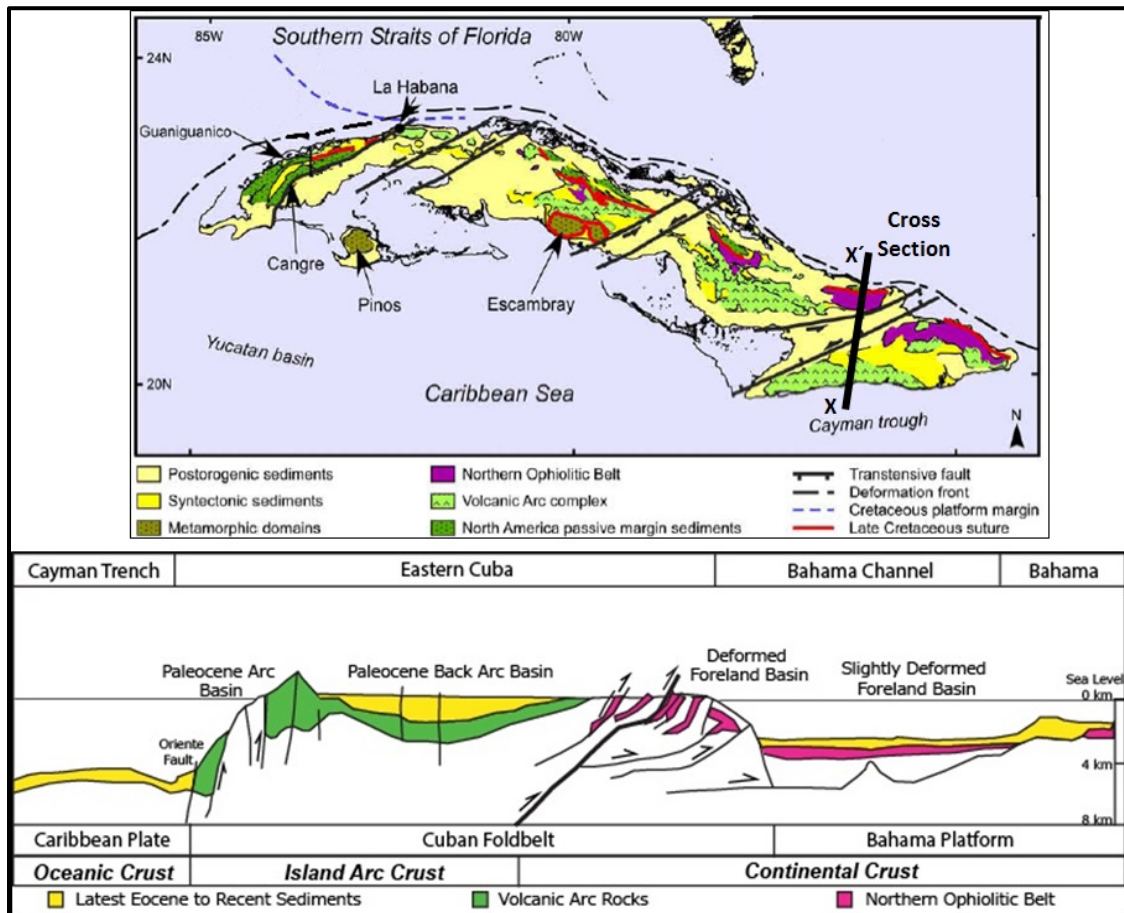 85W
80W
Southern Straits of Florida
24N
La Habana
Guaniguanico
Cross
Section
X´
Cangre
Pinos
Escambray
Yucatan basin
20N
Caribbean Sea
X
Cayman trough
N
Postorogenic sediments
Northern Ophiolitic Belt
Transtensive fault
Deformation front
Syntectonic sediments
Volcanic Arc complex
Cretaceous platform margin
Metamorphic domains
North America passive margin sediments
Late Cretaceous suture
Cayman Trench
Eastern Cuba
Bahama Channel
Bahama
Paleocene Arc
Basin
Paleocene Back Arc Basin
Deformed
Foreland Basin
Slightly Deformed
Foreland Basin
Sea Level
0 km
Oriente
Fault
4 km
8 km
Caribbean Plate
Cuban Foldbelt
Bahama Platform
Oceanic Crust
Island Arc Crust
Continental Crust
Latest Eocene to Recent Sediments
Volcanic Arc Rocks
Northern Ophiolitic Belt